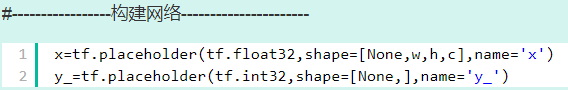 #----------------构建网络---------------------
1 x=tf.placeholder(tf.float32,shape=[None,w,h,c],name='x')
2 y_=tf.placeholder(tf.int32,shape=[None,],name='y_')